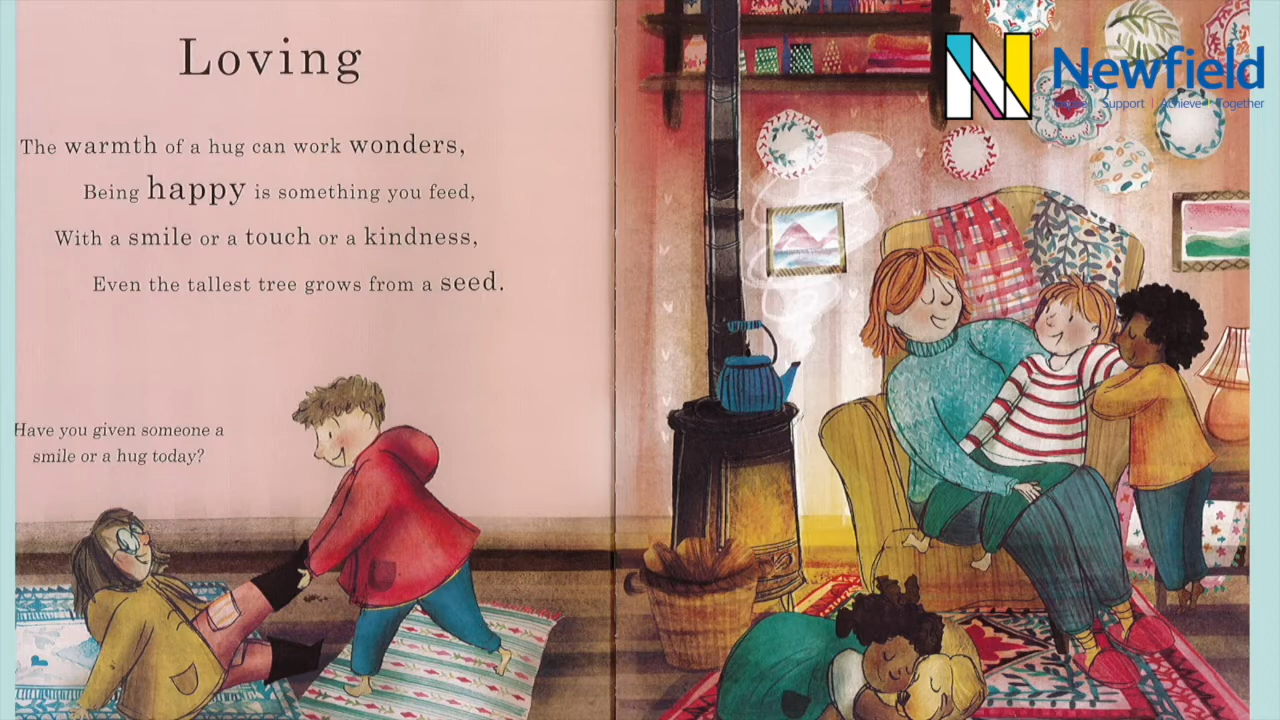 Loving
The warmth of a hug can work wonders,
Being happy is something you feed,
With a smile or a touch or a kindness,
Even the tallest tree grows from a seed.
Have you given someone a
smile or a hug today?
Newfield
Support | Achieve | Together